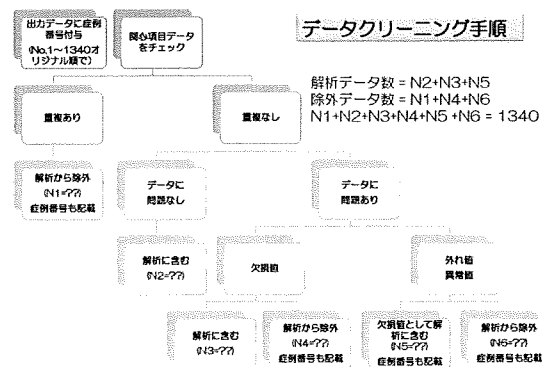 データクリーニング手順
出力データに症例
番号付与
(No.1~1340オ
リジナル順で)
関心項目データ
をチェック
解析データ数 = N2+N3+N5
除外データ数 = N1+N4+N6
N1+N2+N3+N4+N5 +N6 = 1340
重複あり
重複なし
解析から除外
(N1=??)
症例番号も記載
データに
問題なし
データに
問題あり
解析に含む
(N2=??)
欠損値
外れ値
異常値
解析に含む
(N3=??)
解析から除外
(N4=??)
症例番号も記載
欠損値として解
析に含む
(N5=??)
症例番号も記載
解析から除外
(N6=??)
症例番号も記載